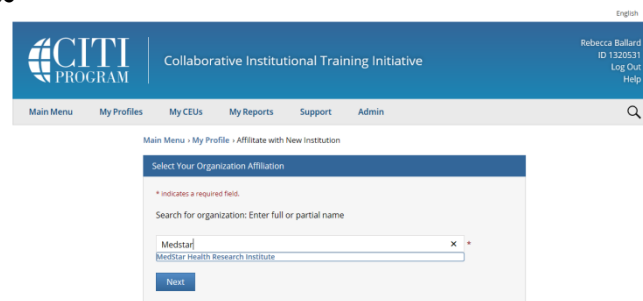 English
CITI PROGRAM
Collaborative Institutional Training Initiative
Rebecca Ballard
ID 1320531
Log Out
Help
Main Menu My Profiles My CEUs My Reports Support Admin
Main Menu › My Profile › Affilitate with New Institution
Select Your Organization Affiliation
* indicates a required field.
Search for organization: Enter full or partial name
Medstar × *
MedStar Health Research Institute
Next